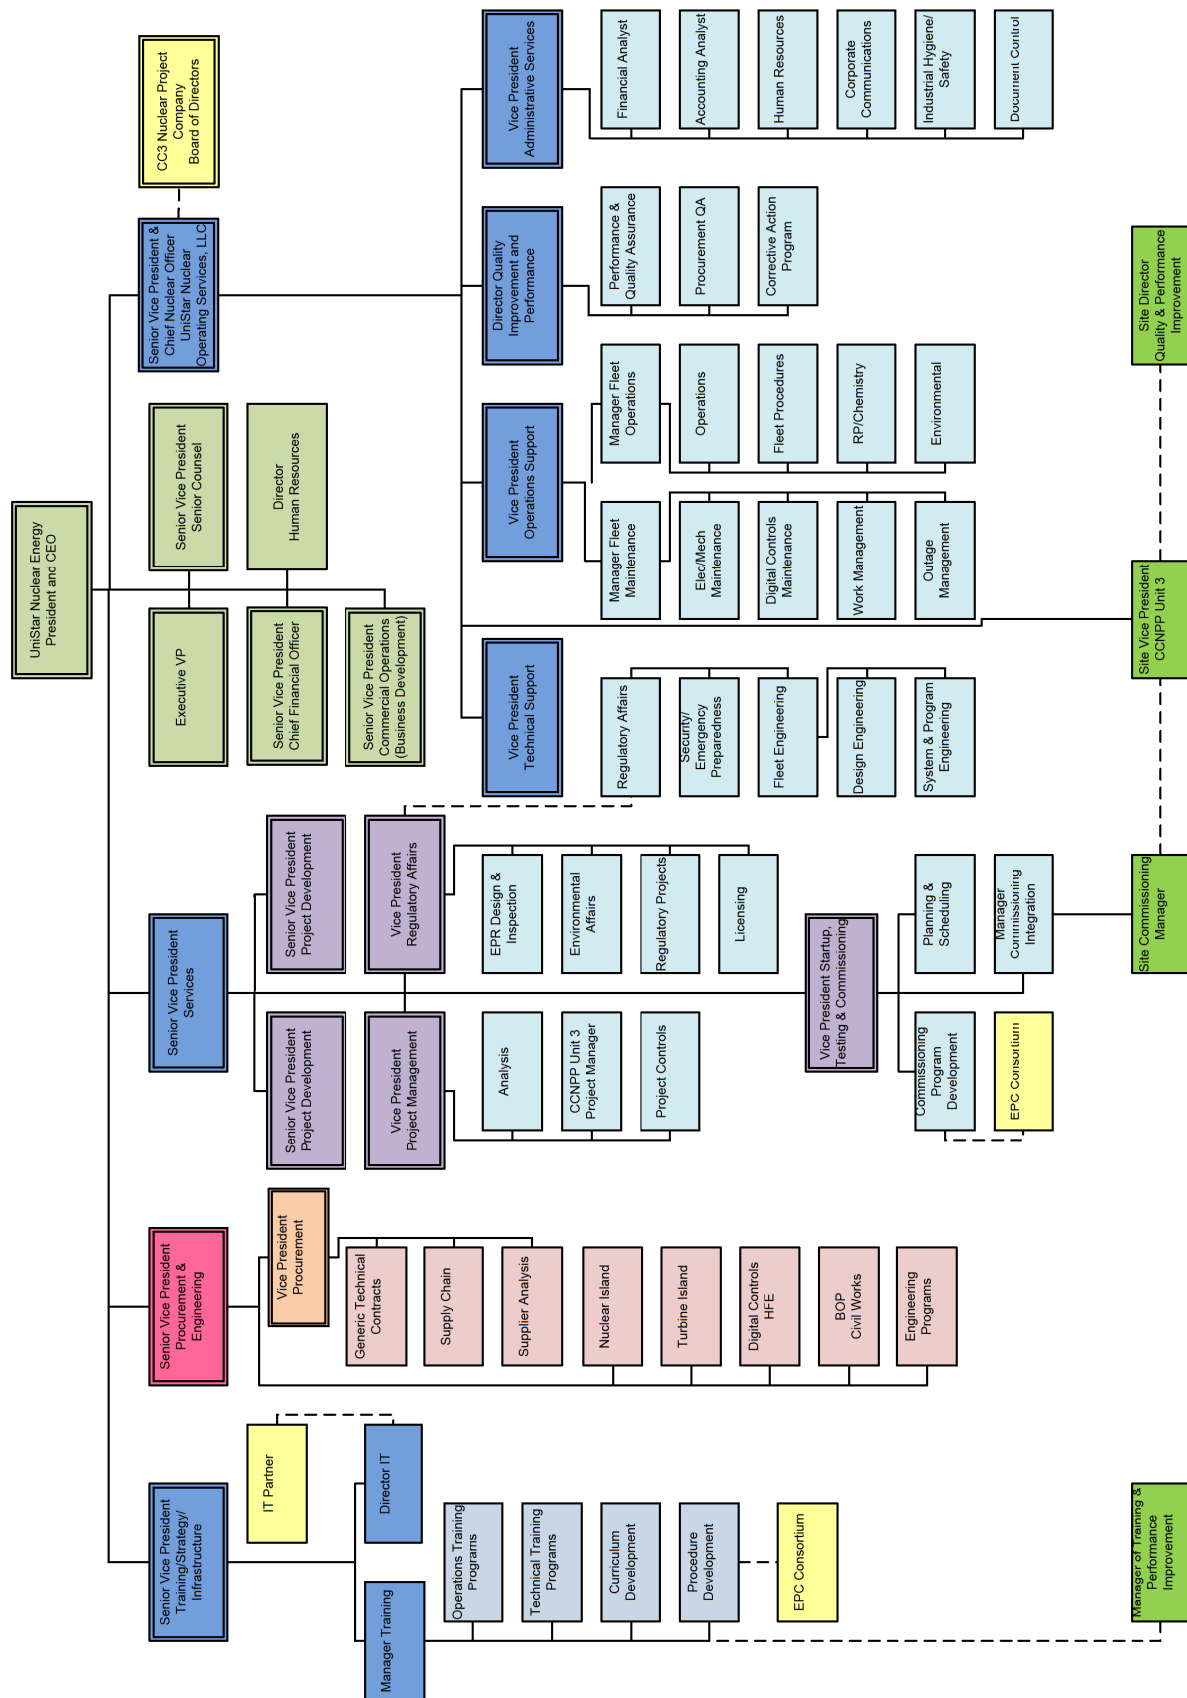 UniStar Nuclear Energy
President and CEO
Executive VP
Senior Vice President
Senior Counsel
Senior Vice President
Chief Financial Officer
Director
Human Resources
Senior Vice President
Commercial Operations
(Business Development)
Senior Vice President
Training/Strategy/
Infrastructure
Senior Vice President
Procurement &
Engineering
Senior Vice President
Services
Senior Vice President &
Chief Nuclear Officer
UniStar Nuclear
Operating Services, LLC
CC3 Nuclear Project
Company
Board of Directors
IT Partner
Manager Training
Director IT
Operations Training
Programs
Technical Training
Programs
Curriculum
Development
Procedure
Development
EPC Consortium
Manager of Training &
Performance
Improvement
Vice President
Procurement
Generic Technical
Contracts
Supply Chain
Supplier Analysis
Nuclear Island
Turbine Island
Digital Controls
HFE
BOP
Civil Works
Engineering
Programs
Senior Vice President
Project Development
Senior Vice President
Project Development
Vice President
Project Management
Vice President
Regulatory Affairs
Analysis
CCNPP Unit 3
Project Manager
Project Controls
EPR Design &
Inspection
Environmental
Affairs
Regulatory Projects
Licensing
Vice President Startup,
Testing & Commissioning
Commissioning
Program
Development
Planning &
Scheduling
EPC Consortium
Manager
Commissioning
Integration
Site Commissioning
Manager
Vice President
Technical Support
Regulatory Affairs
Security/
Emergency
Preparedness
Fleet Engineering
Design Engineering
System & Program
Engineering
Vice President
Operations Support
Manager Fleet
Maintenance
Elec/Mech
Maintenance
Digital Controls
Maintenance
Work Management
Outage
Management
Manager Fleet
Operations
Operations
Fleet Procedures
RP/Chemistry
Environmental
Director Quality
Improvement and
Performance
Performance &
Quality Assurance
Procurement QA
Corrective Action
Program
Vice President
Administrative Services
Financial Analyst
Accounting Analyst
Human Resources
Corporate
Communications
Industrial Hygiene/
Safety
Document Control
Site Vice President
CCNPP Unit 3
Site Director
Quality & Performance
Improvement